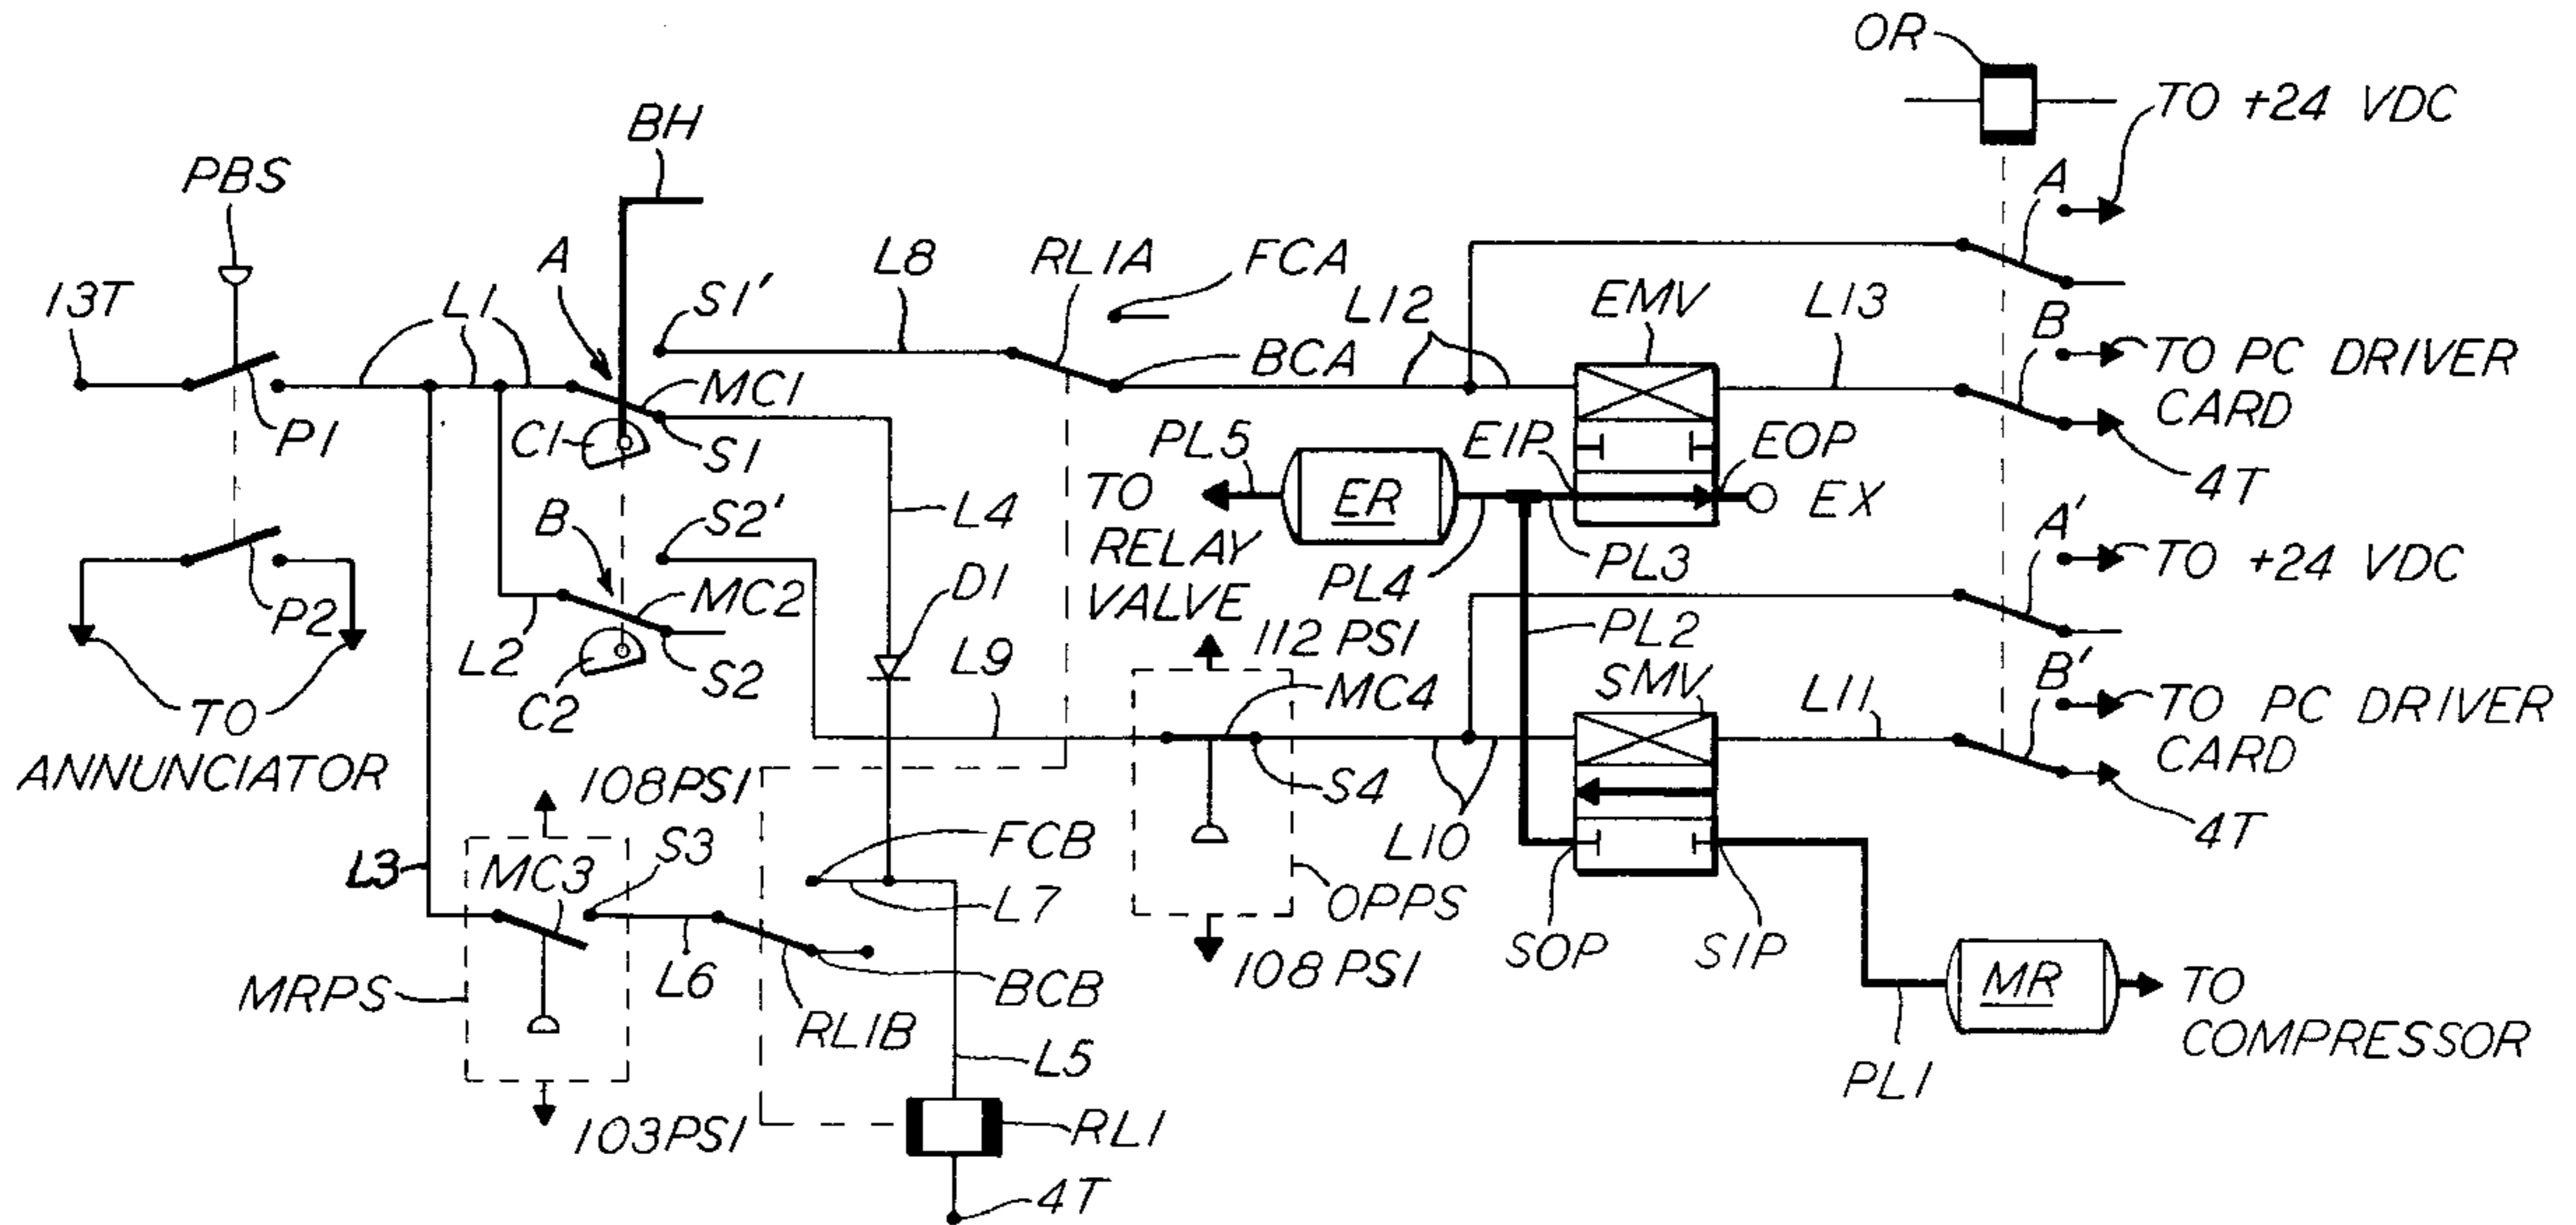 OR
TO +24 VDC
BH
PBS
A
A
L8
RL1A
FCA
13T
L1
S1'
L12
EMV
L13
B
TO PC DRIVER
CARD
BCA
MC1
P1
C1
S1
PL5
EIP
EOP
4T
TO
RELAY
VALVE
ER
EX
L4
B
S2'
A'
TO +24 VDC
PL4
PL3
D1
P2
MC2
L2
L9
112 PSI
PL2
S2
C2
MC4
SMV
L11
B'
TO PC DRIVER
CARD
TO
ANNUNCIATOR
108PSI
S4
4T
L3
MC3
S3
FCB
L10
L7
OPPS
SOP
SIP
MRPS
L6
BCB
108 PSI
MR
TO
COMPRESSOR
RL1B
L5
PL1
103PSI
RL1
4T